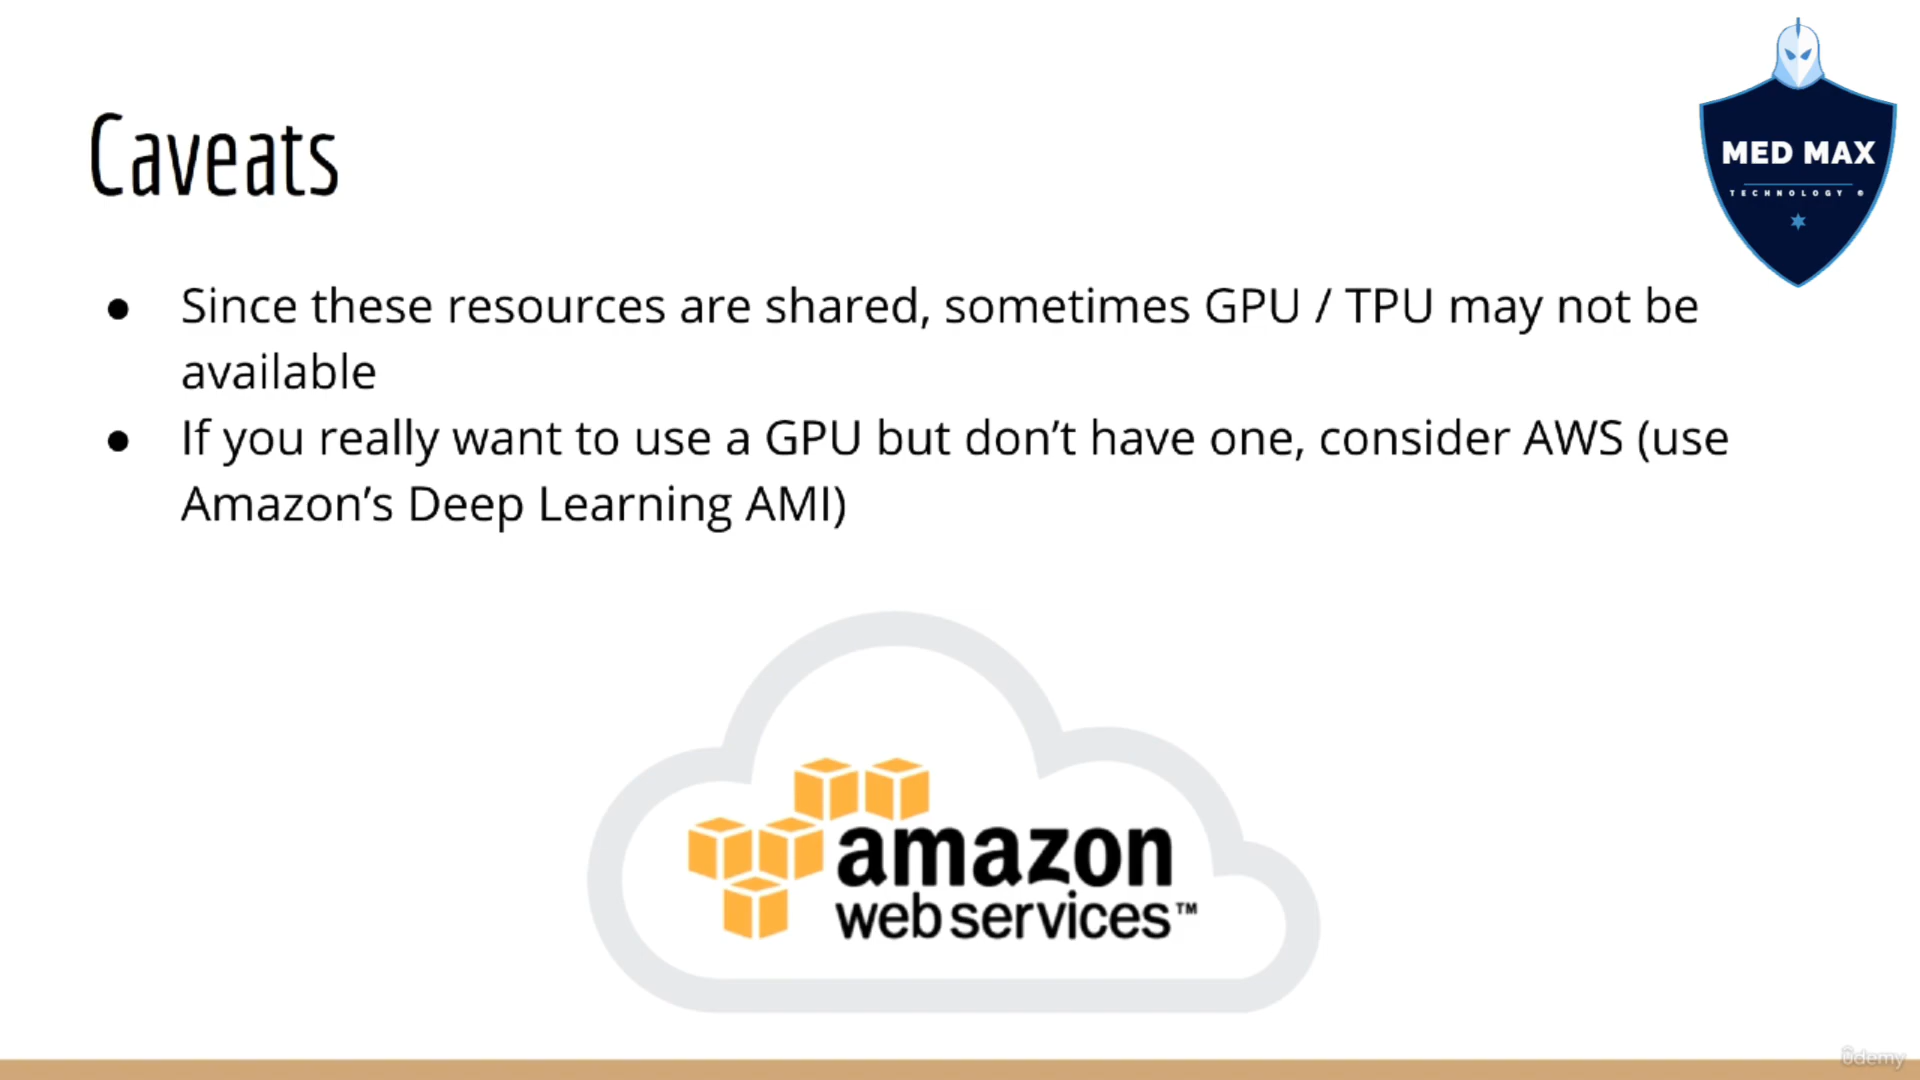 MED MAX
TECHNOLOGY ®
Caveats
● Since these resources are shared, sometimes GPU / TPU may not be
available
● If you really want to use a GPU but don’t have one, consider AWS (use
Amazon’s Deep Learning AMI)
amazon
web services™
ûdemy